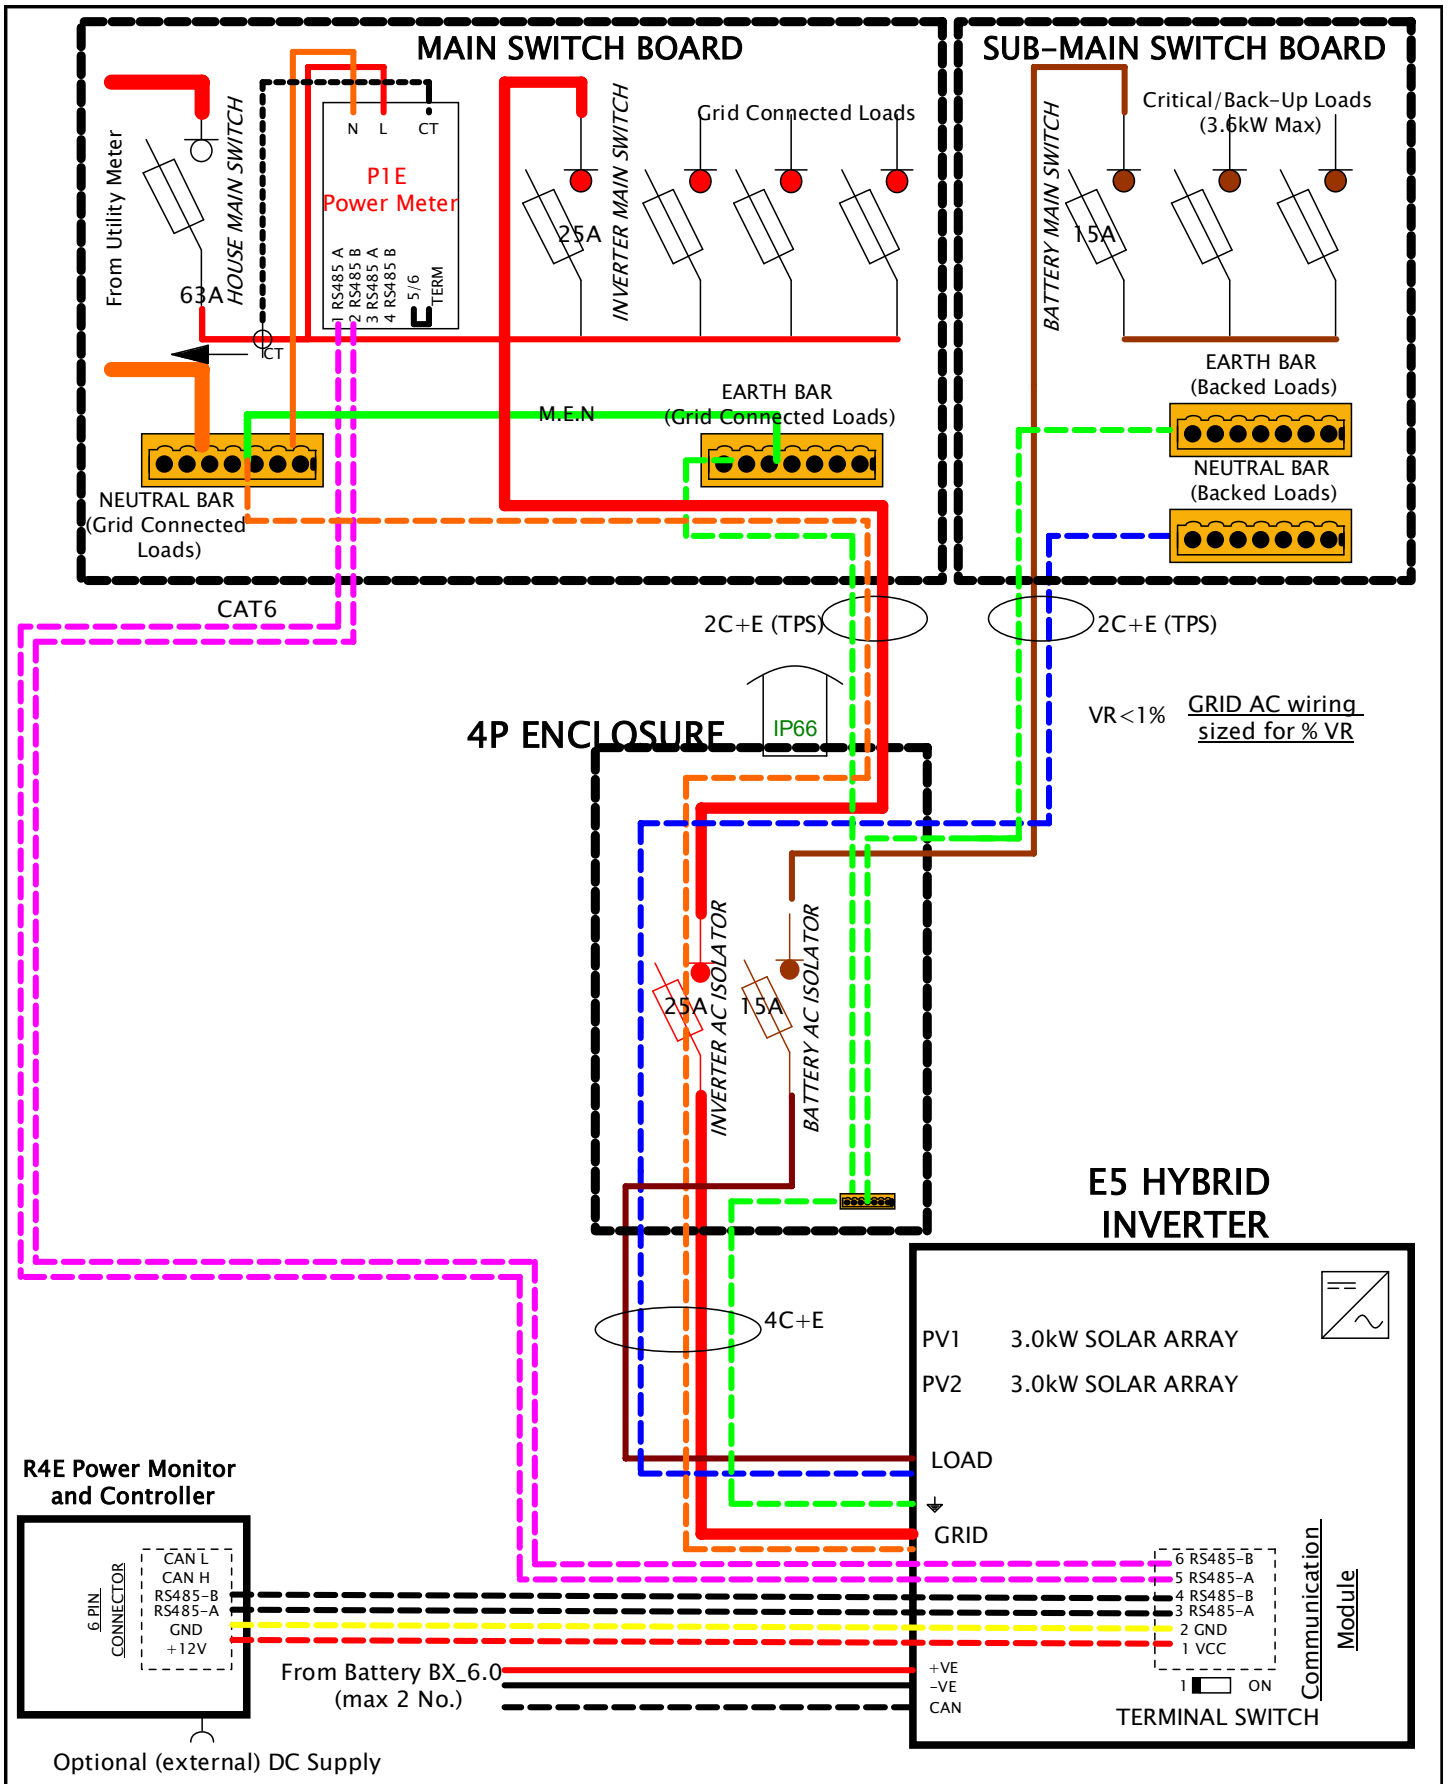 MAIN SWITCH BOARD
SUB-MAIN SWITCH BOARD
From Utility Meter
HOUSE MAIN SWITCH
63A
N L CT
P1E
Power Meter
1 RS485 A
2 RS485 B
3 RS485 A
4 RS485 B
5/6
TERM
CT
25A
INVERTER MAIN SWITCH
Grid Connected Loads
BATTERY MAIN SWITCH
15A
Critical/Back-Up Loads
(3.6kW Max)
EARTH BAR
(Backed Loads)
NEUTRAL BAR
(Backed Loads)
M.E.N
EARTH BAR
(Grid Connected Loads)
NEUTRAL BAR
(Grid Connected
Loads)
CAT6
2C+E (TPS)
2C+E (TPS)
VR<1%
GRID AC wiring
sized for % VR
4P ENCLOSURE
IP66
25A
INVERTER AC ISOLATOR
15A
BATTERY AC ISOLATOR
E5 HYBRID
INVERTER
4C+E
PV1 3.0kW SOLAR ARRAY
PV2 3.0kW SOLAR ARRAY
LOAD
GRID
R4E Power Monitor
and Controller
6 PIN
CONNECTOR
CAN L
CAN H
RS485-B
RS485-A
GND
+12V
6 RS485-B
5 RS485-A
4 RS485-B
3 RS485-A
2 GND
1 VCC
Communication
Module
1 ON
TERMINAL SWITCH
From Battery BX_6.0
(max 2 No.)
+VE
-VE
CAN
Optional (external) DC Supply